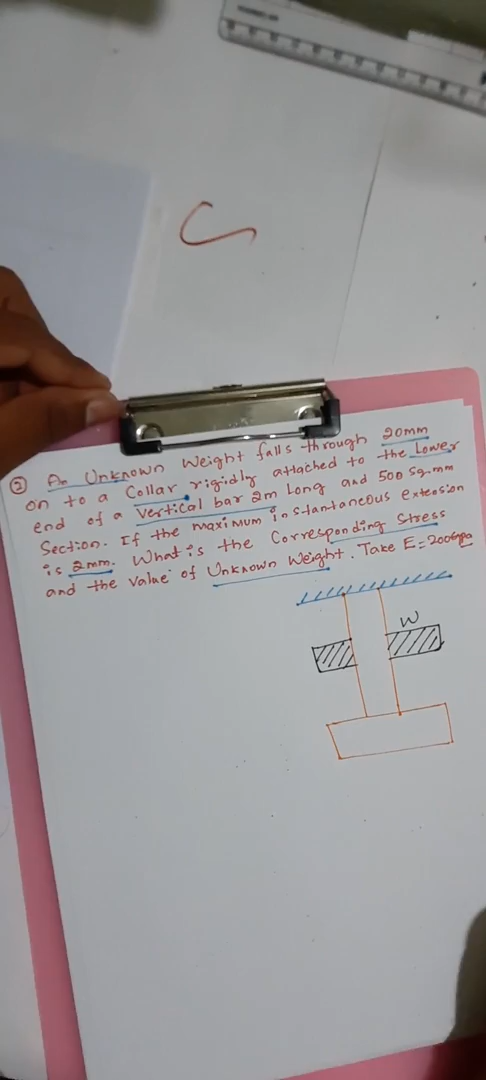 ② An Unknown Weight falls through 20mm
on to a Collar rigidly attached to the Lower
end of a Vertical bar 2m Long and 500 Sq.mm
Section. If the maximum instantaneous extension
is 2mm. What is the Corresponding Stress
and the value of Unknown Weight. Take E=200Gpa
W